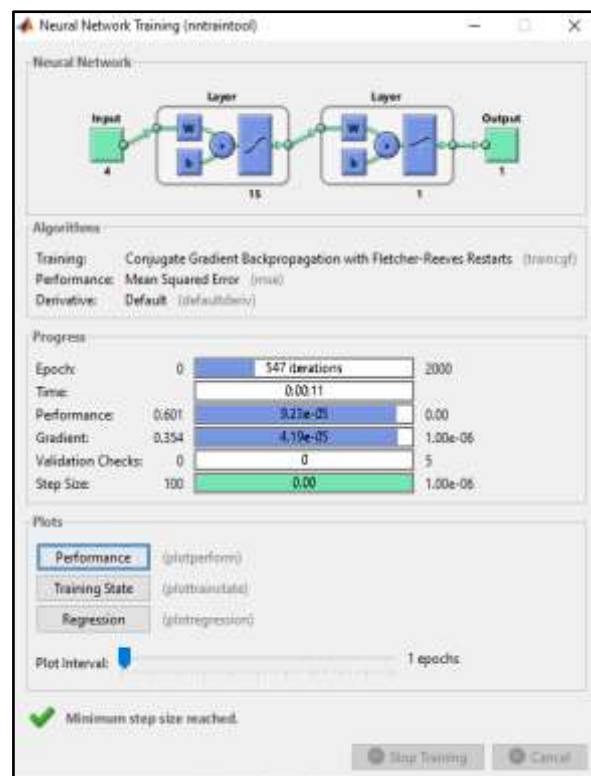 Neural Network Training (nntraintool)
Neural Network
Layer Layer
Input Output
W W
b b
+ +
4 15 1 1
Algorithms
Training: Conjugate Gradient Backpropagation with Fletcher-Reeves Restarts (traincgf)
Performance: Mean Squared Error (mse)
Derivative: Default (defaultderiv)
Progress
Epoch: 0 547 iterations 2000
Time: 0:00:11
Performance: 0.601 9.21e-05 0.00
Gradient: 0.354 4.19e-05 1.00e-06
Validation Checks: 0 0 5
Step Size: 100 0.00 1.00e-06
Plots
Performance (plotperform)
Training State (plottrainstate)
Regression (plotregression)
Plot Interval: 1 epochs
Minimum step size reached.
Stop Training Cancel